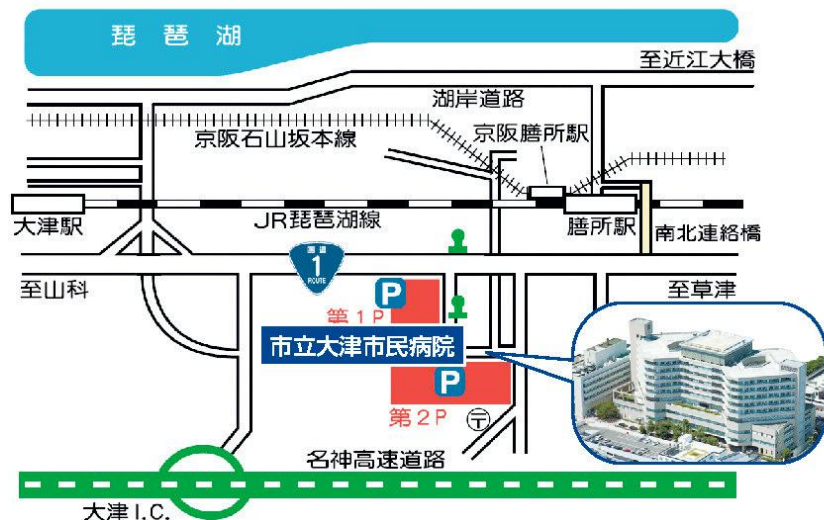 琵琶湖
至近江大橋
湖岸道路
京阪石山坂本線
京阪膳所駅
大津駅
JR琵琶湖線
膳所駅
南北連絡橋
国道
1
ROUTE
至山科
至草津
P
第1P
市立大津市民病院
P
第2P
〒
名神高速道路
大津I.C.